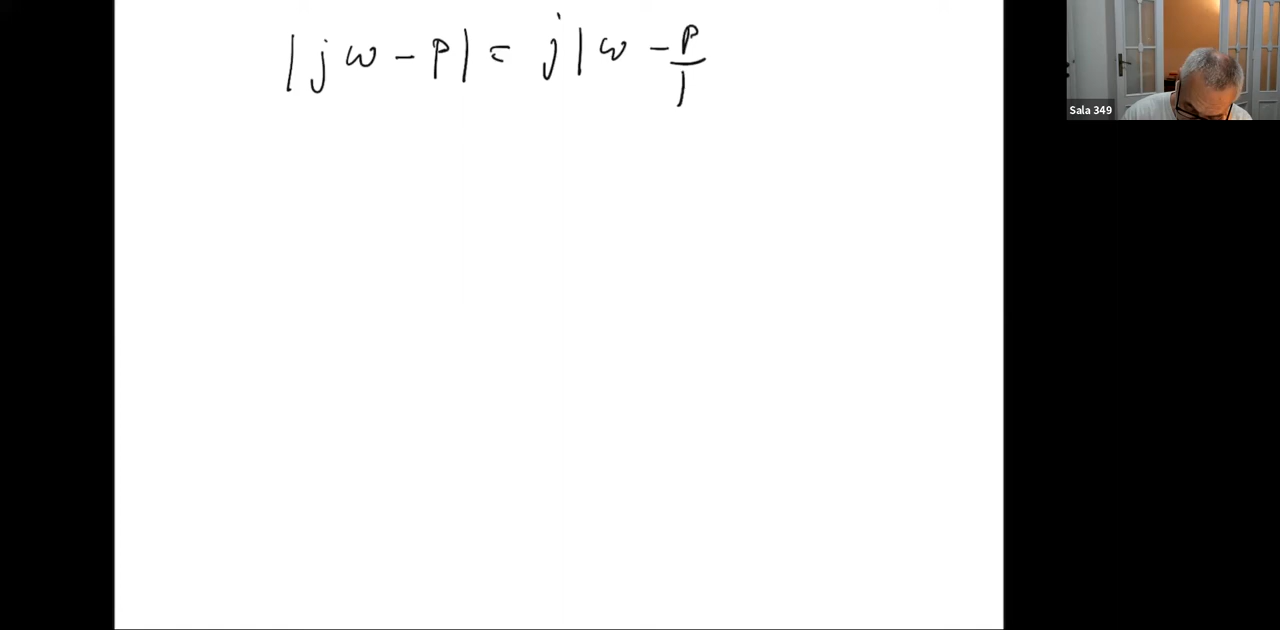 |jω - p| = j|ω - p/j
Sala 349